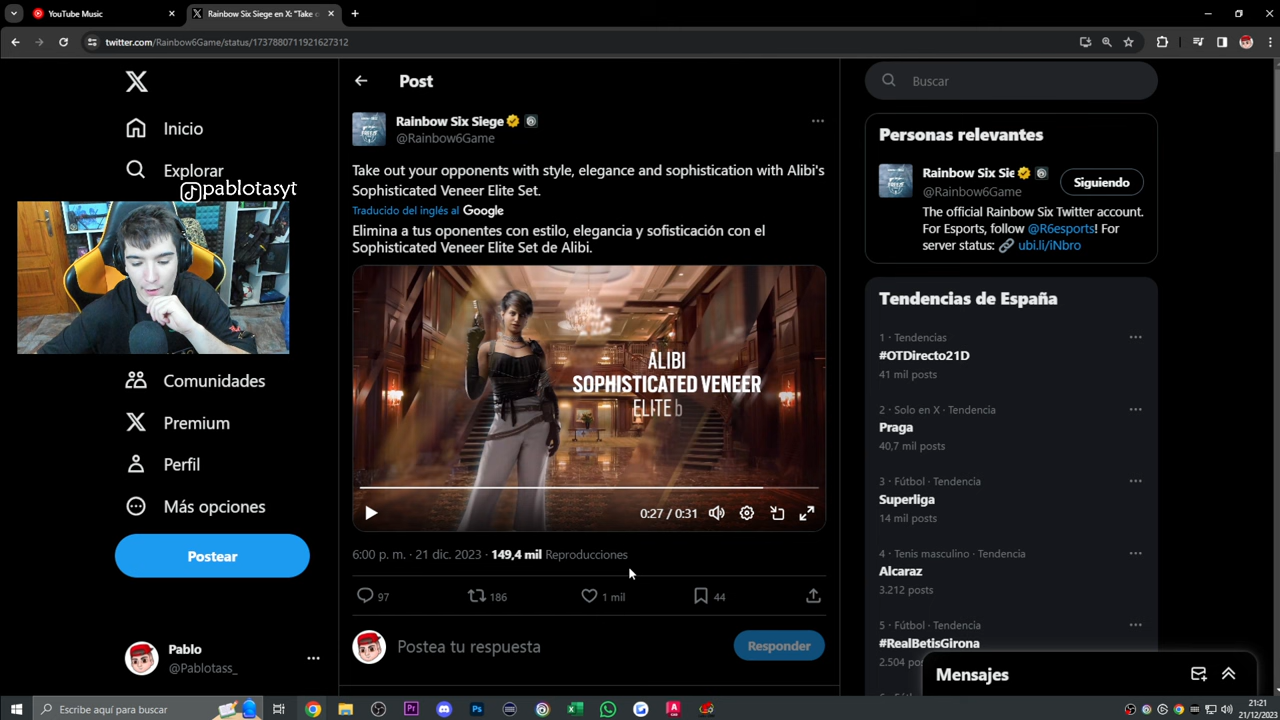 YouTube Music
Rainbow Six Siege en X: "Take o
twitter.com/Rainbow6Game/status/1737880711921627312
Inicio
Explorar
pablotasyt
Comunidades
Premium
Perfil
Más opciones
Postear
Pablo
@Pablotass_
Post
Rainbow Six Siege
@Rainbow6Game
Take out your opponents with style, elegance and sophistication with Alibi's
Sophisticated Veneer Elite Set.
Traducido del inglés al Google
Elimina a tus oponentes con estilo, elegancia y sofisticación con el
Sophisticated Veneer Elite Set de Alibi.
ALIBI
SOPHISTICATED VENEER
ELITE b
0:27 / 0:31
6:00 p. m. · 21 dic. 2023 · 149,4 mil Reproducciones
97
186
1 mil
44
Postea tu respuesta
Responder
Buscar
Personas relevantes
Rainbow Six Sie
@Rainbow6Game
Siguiendo
The official Rainbow Six Twitter account.
For Esports, follow @R6esports! For
server status: ubi.li/iNbro
Tendencias de España
1 · Tendencias
#OTDirecto21D
41 mil posts
2 · Solo en X · Tendencia
Praga
40,7 mil posts
3 · Fútbol · Tendencia
Superliga
14 mil posts
4 · Tenis masculino · Tendencia
Alcaraz
3.212 posts
5 · Fútbol · Tendencia
#RealBetisGirona
2.504 po
Mensajes
Escribe aquí para buscar
21:21
21/12/2023